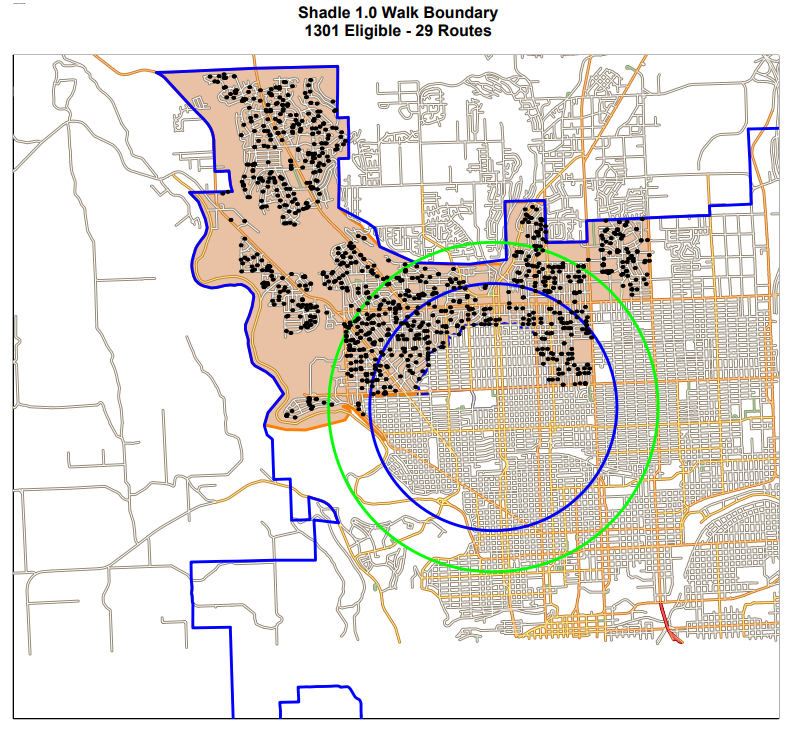 Shadle 1.0 Walk Boundary
1301 Eligible - 29 Routes